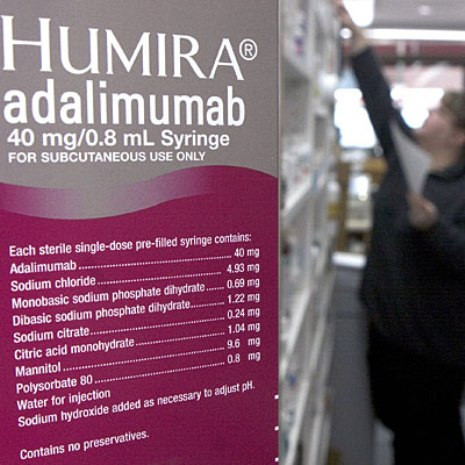 HUMIRA®
adalimumab
40 mg/0.8 mL Syringe
FOR SUBCUTANEOUS USE ONLY
Each sterile single-dose pre-filled syringe contains:
Adalimumab 40 mg
Sodium chloride 4.93 mg
Monobasic sodium phosphate dihydrate 0.69 mg
Dibasic sodium phosphate dihydrate 1.22 mg
Sodium citrate 0.24 mg
Citric acid monohydrate 1.04 mg
Mannitol 9.6 mg
Polysorbate 80 0.8 mg
Water for injection
Sodium hydroxide added as necessary to adjust pH.
Contains no preservatives.